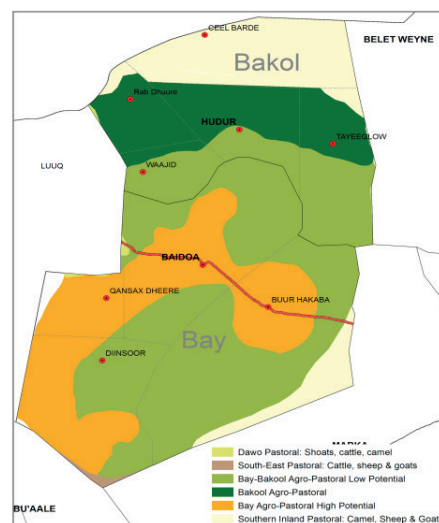 CEEL BARDE
BELET WEYNE
Bakol
Rab Dhuure
HUDUR
TAYEEGLOW
LUUQ
WAAJID
BAIDOA
QANSAX DHEERE
BUUR HAKABA
Bay
DIINSOOR
MARKA
Dawo Pastoral: Shoats, cattle, camel
South-East Pastoral: Cattle, sheep & goats
Bay-Bakool Agro-Pastoral Low Potential
Bakool Agro-Pastoral
Bay Agro-Pastoral High Potential
BU'AALE
Southern Inland Pastoral: Camel, Sheep & Goat